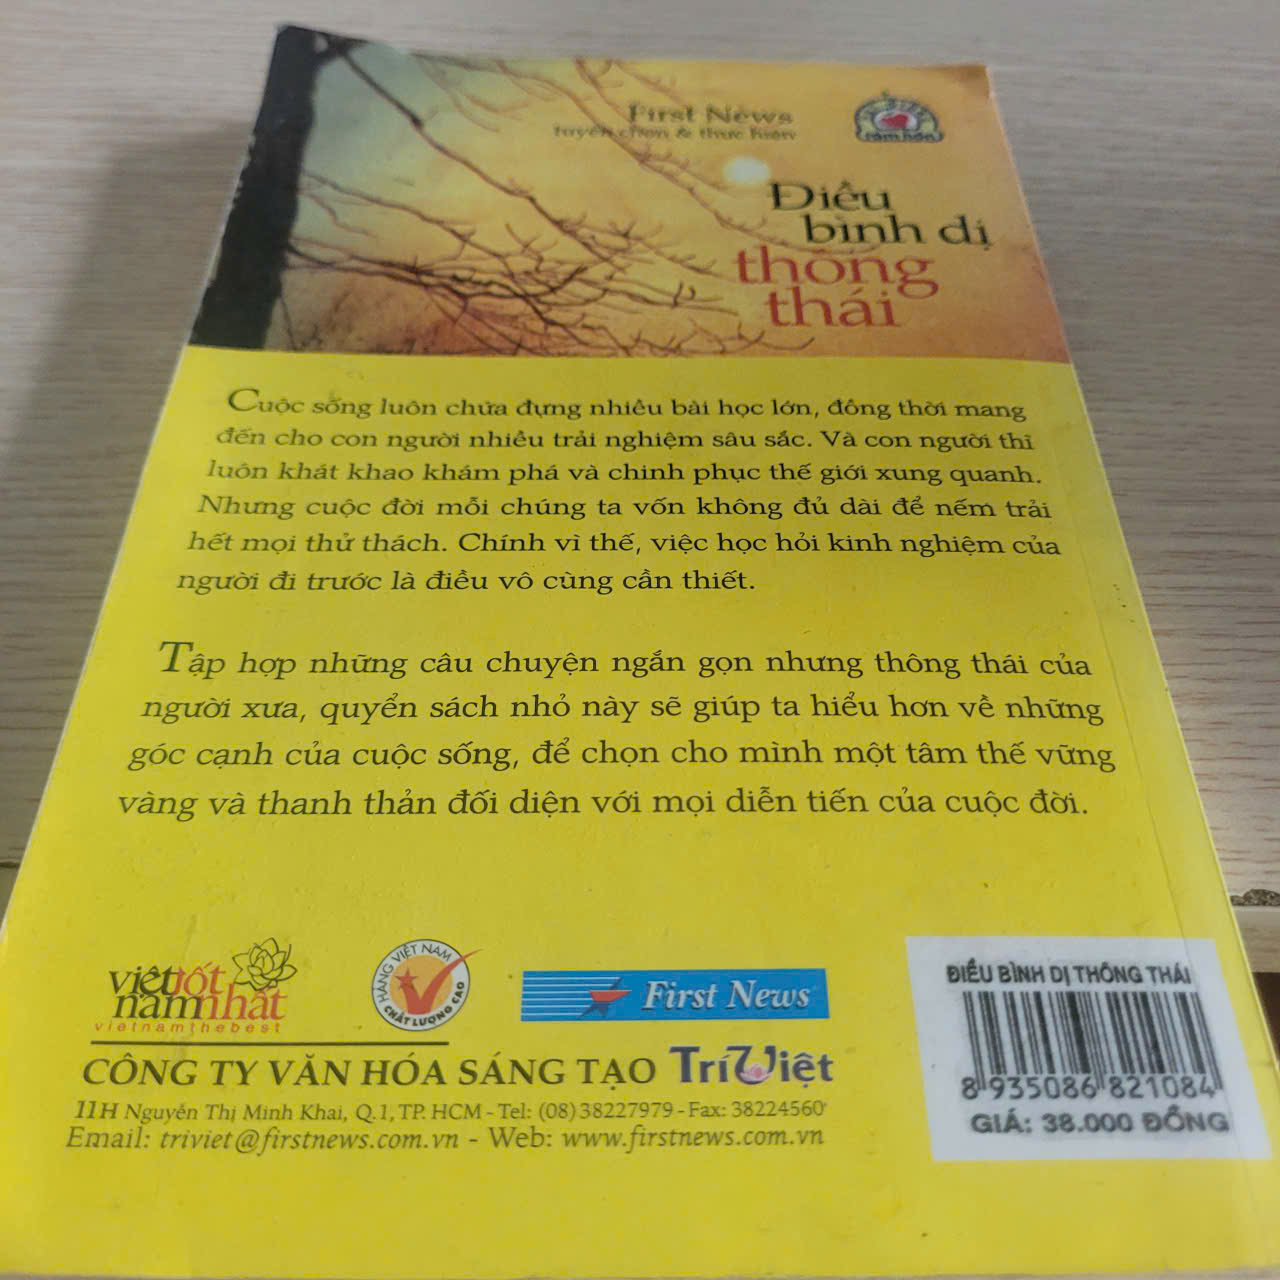 First News
tuyển chọn & thực hiện
tâm hồn
Điều
bình dị
thông
thái
Cuộc sống luôn chứa đựng nhiều bài học lớn, đồng thời mang
đến cho con người nhiều trải nghiệm sâu sắc. Và con người thì
luôn khát khao khám phá và chinh phục thế giới xung quanh.
Nhưng cuộc đời mỗi chúng ta vốn không đủ dài để nếm trải
hết mọi thử thách. Chính vì thế, việc học hỏi kinh nghiệm của
người đi trước là điều vô cùng cần thiết.
Tập hợp những câu chuyện ngắn gọn nhưng thông thái của
người xưa, quyển sách nhỏ này sẽ giúp ta hiểu hơn về những
góc cạnh của cuộc sống, để chọn cho mình một tâm thế vững
vàng và thanh thản đối diện với mọi diễn tiến của cuộc đời.
việt tốt
nam nhất
vietnamthebest
HÀNG VIỆT NAM
CHẤT LƯỢNG CAO
First News
CÔNG TY VĂN HÓA SÁNG TẠO TríViệt
11H Nguyễn Thị Minh Khai, Q.1, TP. HCM - Tel: (08) 38227979 - Fax: 38224560
Email: triviet@firstnews.com.vn - Web: www.firstnews.com.vn
ĐIỀU BÌNH DỊ THÔNG THÁI
8 935086 821084
GIÁ: 38.000 ĐỒNG